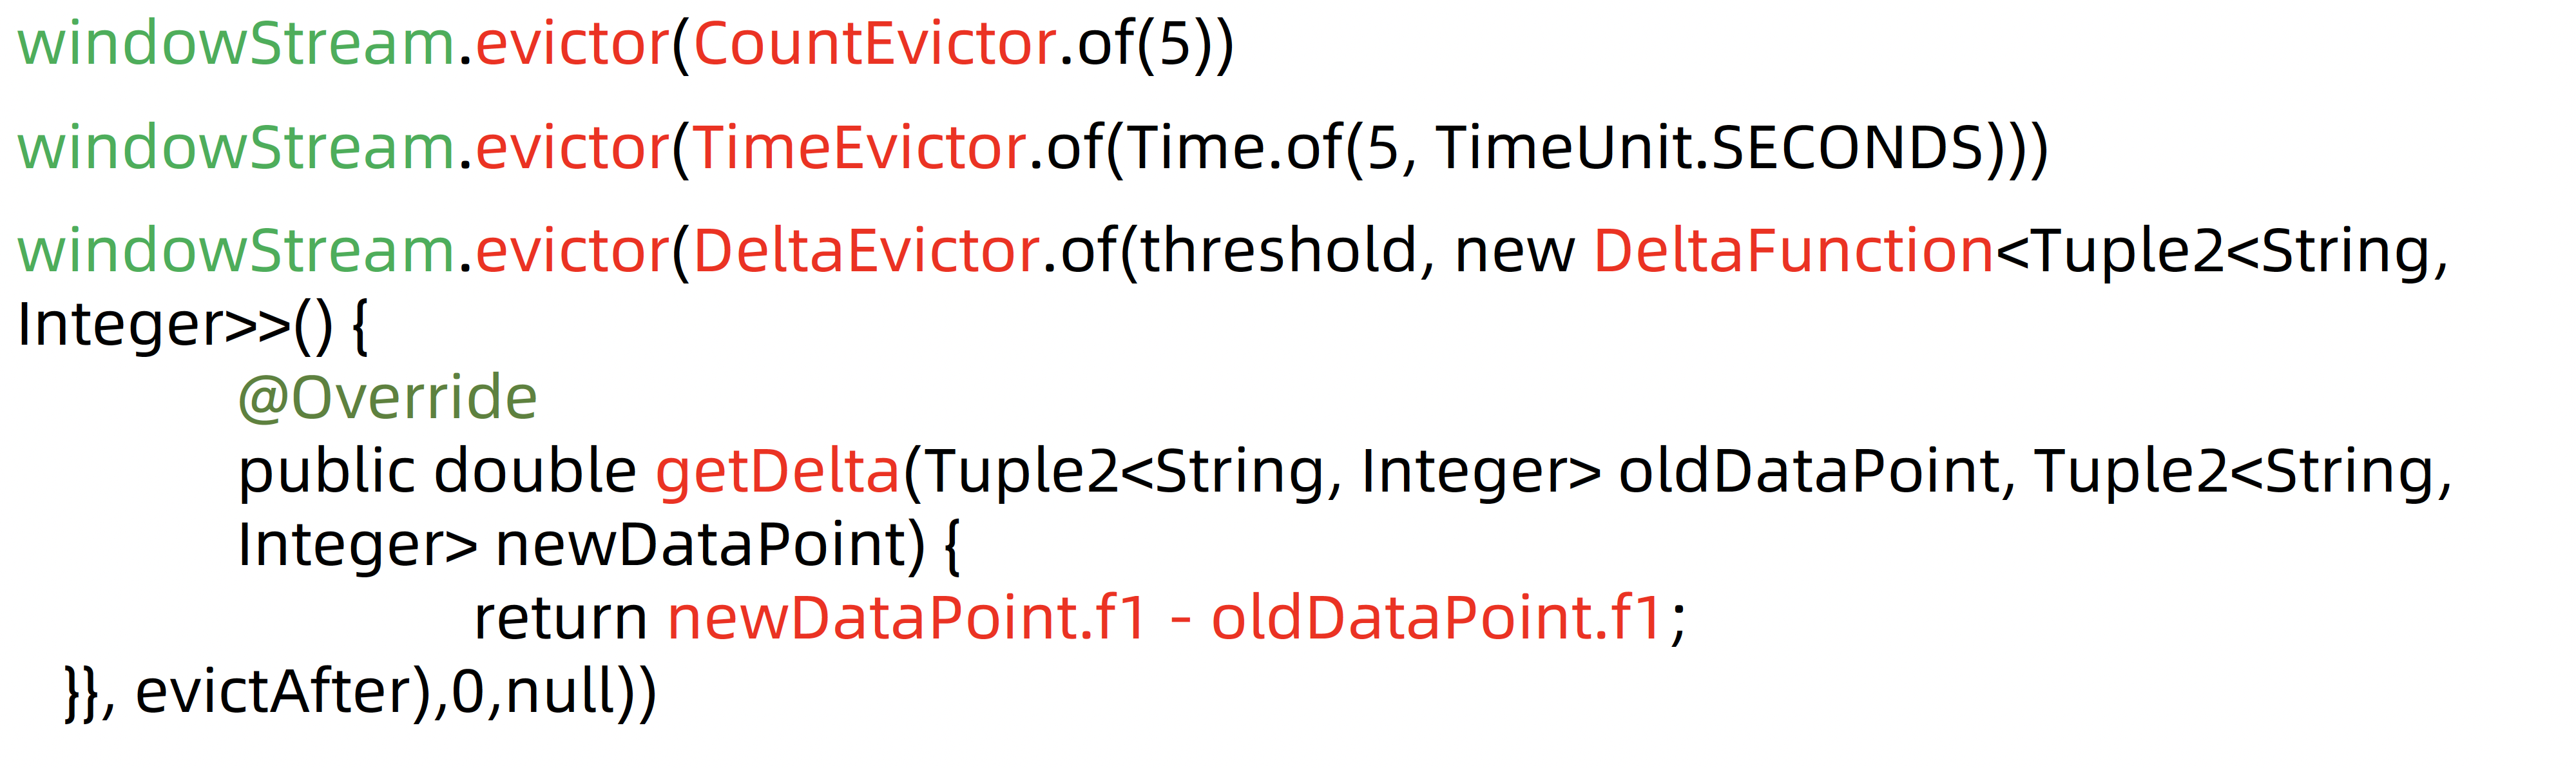 windowStream.evictor(CountEvictor.of(5))
windowStream.evictor(TimeEvictor.of(Time.of(5, TimeUnit.SECONDS)))
windowStream.evictor(DeltaEvictor.of(threshold, new DeltaFunction<Tuple2<String,
Integer>>() {
@Override
public double getDelta(Tuple2<String, Integer> oldDataPoint, Tuple2<String,
Integer> newDataPoint) {
return newDataPoint.f1 - oldDataPoint.f1;
}}, evictAfter),0,null))